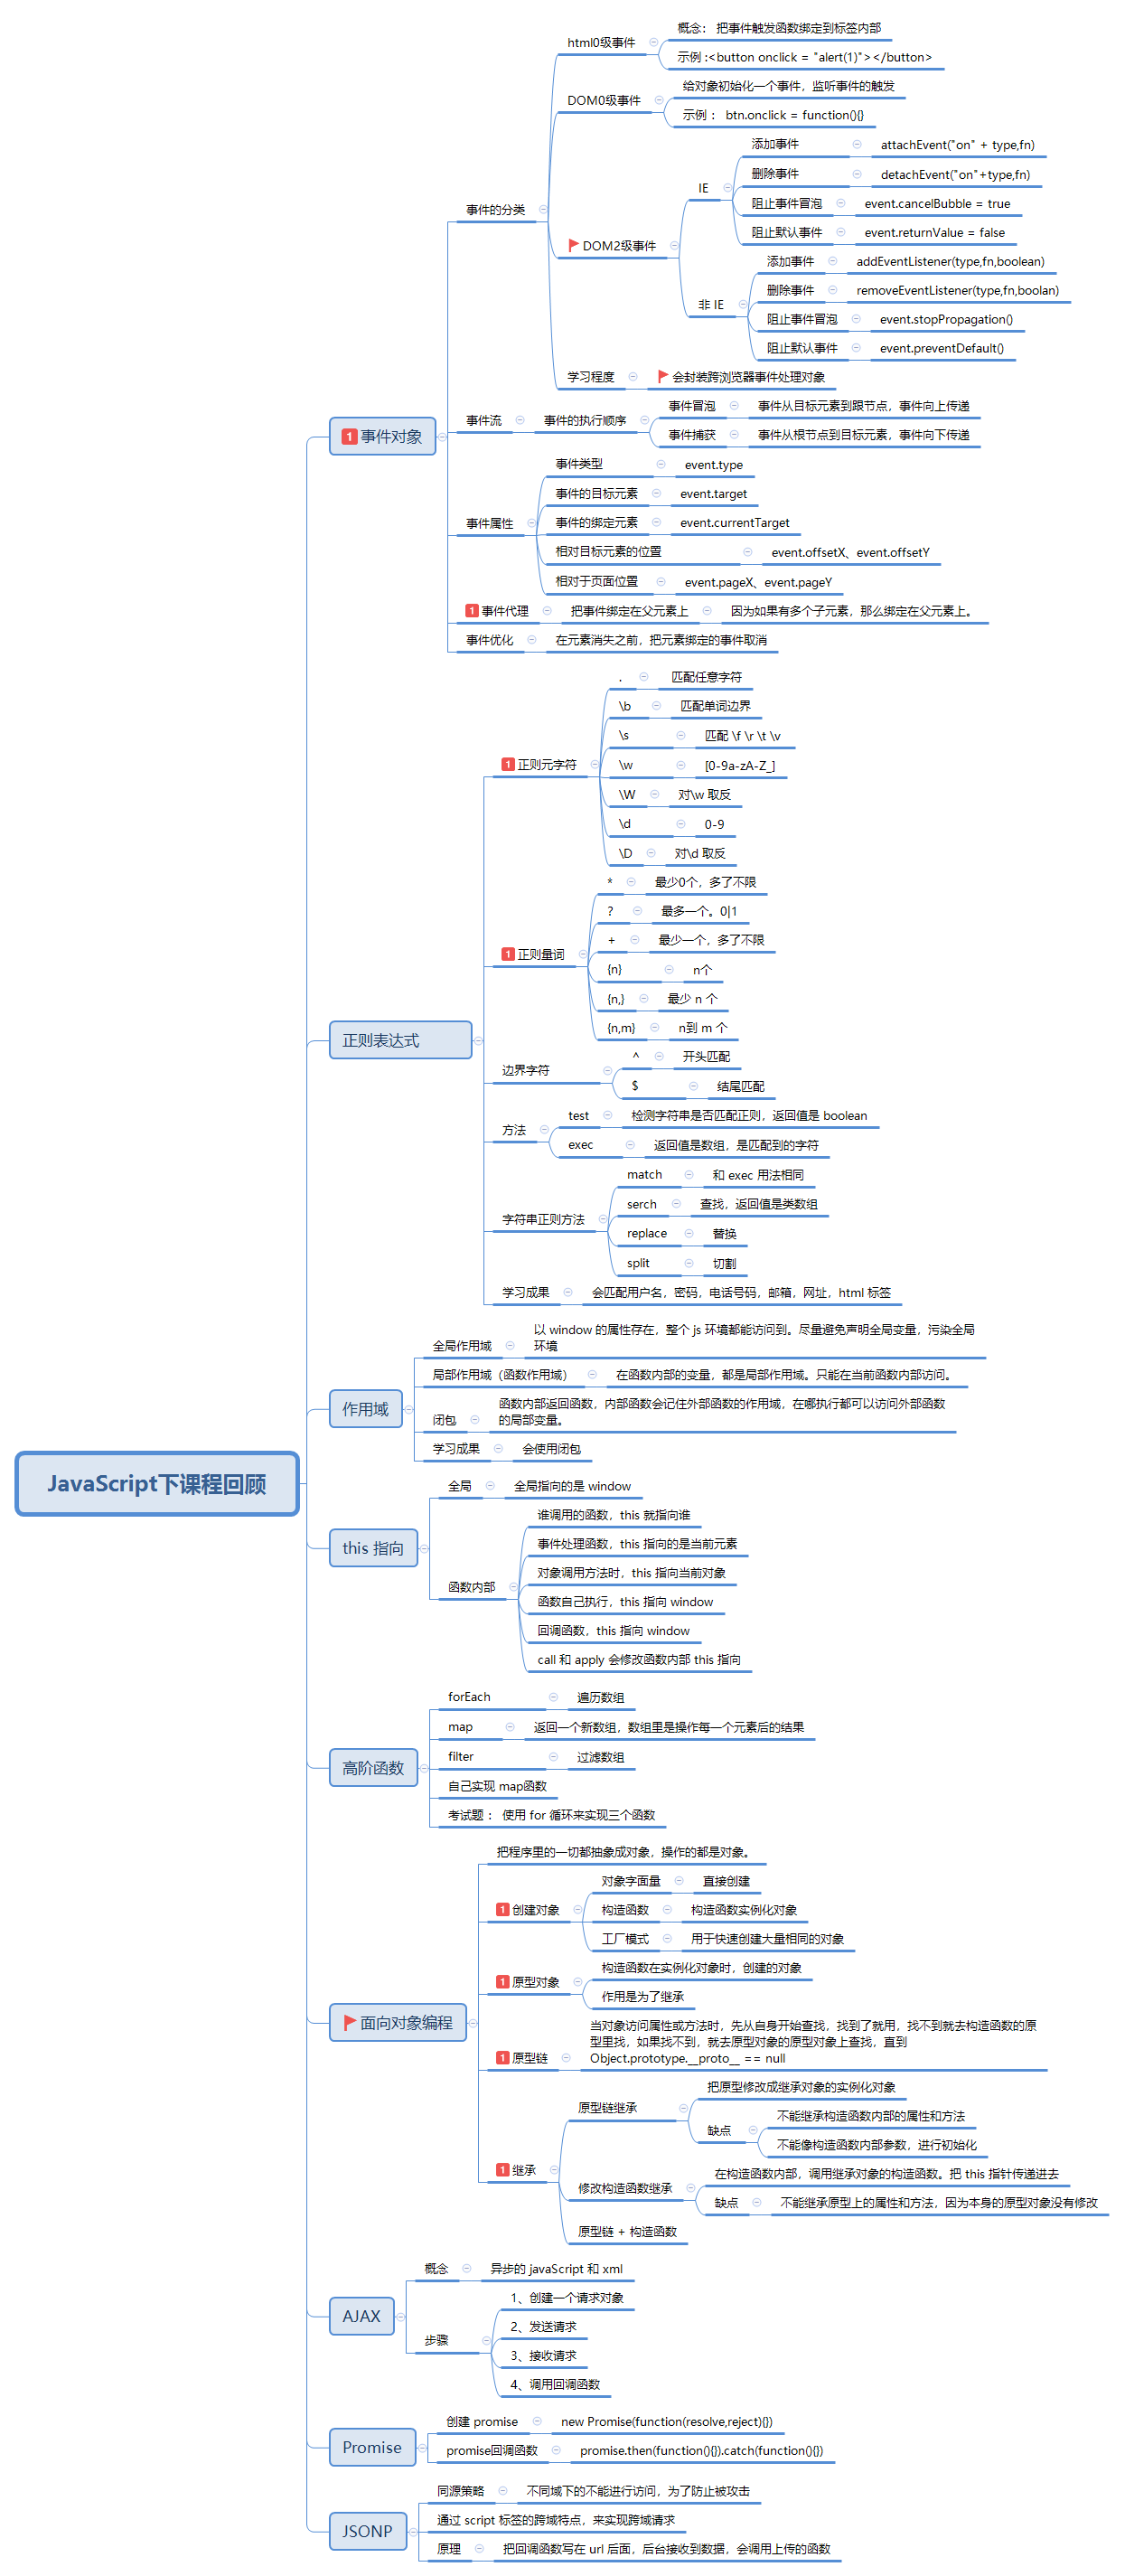 JavaScript下课程回顾
1 事件对象
事件的分类
html0级事件
概念： 把事件触发函数绑定到标签内部
示例 :<button onclick = "alert(1)"></button>
DOM0级事件
给对象初始化一个事件，监听事件的触发
示例 ： btn.onclick = function(){}
DOM2级事件
IE
添加事件
attachEvent("on" + type,fn)
删除事件
detachEvent("on"+type,fn)
阻止事件冒泡
event.cancelBubble = true
阻止默认事件
event.returnValue = false
非 IE
添加事件
addEventListener(type,fn,boolean)
删除事件
removeEventListener(type,fn,boolan)
阻止事件冒泡
event.stopPropagation()
阻止默认事件
event.preventDefault()
学习程度
会封装跨浏览器事件处理对象
事件流
事件的执行顺序
事件冒泡
事件从目标元素到跟节点，事件向上传递
事件捕获
事件从根节点到目标元素，事件向下传递
事件属性
事件类型
event.type
事件的目标元素
event.target
事件的绑定元素
event.currentTarget
相对目标元素的位置
event.offsetX、event.offsetY
相对于页面位置
event.pageX、event.pageY
1 事件代理
把事件绑定在父元素上
因为如果有多个子元素，那么绑定在父元素上。
事件优化
在元素消失之前，把元素绑定的事件取消
正则表达式
1 正则元字符
.
匹配任意字符
\b
匹配单词边界
\s
匹配 \f \r \t \v
\w
[0-9a-zA-Z_]
\W
对\w 取反
\d
0-9
\D
对\d 取反
1 正则量词
*
最少0个，多了不限
?
最多一个。0|1
+
最少一个，多了不限
{n}
n个
{n,}
最少 n 个
{n,m}
n到 m 个
边界字符
^
开头匹配
$
结尾匹配
方法
test
检测字符串是否匹配正则，返回值是 boolean
exec
返回值是数组，是匹配到的字符
字符串正则方法
match
和 exec 用法相同
serch
查找，返回值是类数组
replace
替换
split
切割
学习成果
会匹配用户名，密码，电话号码，邮箱，网址，html 标签
作用域
全局作用域
以 window 的属性存在，整个 js 环境都能访问到。尽量避免声明全局变量，污染全局
环境
局部作用域（函数作用域）
在函数内部的变量，都是局部作用域。只能在当前函数内部访问。
闭包
函数内部返回函数，内部函数会记住外部函数的作用域，在哪执行都可以访问外部函数
的局部变量。
学习成果
会使用闭包
this 指向
全局
全局指向的是 window
函数内部
谁调用的函数，this 就指向谁
事件处理函数，this 指向的是当前元素
对象调用方法时，this 指向当前对象
函数自己执行，this 指向 window
回调函数，this 指向 window
call 和 apply 会修改函数内部 this 指向
高阶函数
forEach
遍历数组
map
返回一个新数组，数组里是操作每一个元素后的结果
filter
过滤数组
自己实现 map函数
考试题 ： 使用 for 循环来实现三个函数
面向对象编程
把程序里的一切都抽象成对象，操作的都是对象。
1 创建对象
对象字面量
直接创建
构造函数
构造函数实例化对象
工厂模式
用于快速创建大量相同的对象
1 原型对象
构造函数在实例化对象时，创建的对象
作用是为了继承
1 原型链
当对象访问属性或方法时，先从自身开始查找，找到了就用，找不到就去构造函数的原
型里找，如果找不到，就去原型对象的原型对象上查找，直到
Object.prototype.__proto__ == null
1 继承
原型链继承
把原型修改成继承对象的实例化对象
缺点
不能继承构造函数内部的属性和方法
不能像构造函数内部参数，进行初始化
修改构造函数继承
在构造函数内部，调用继承对象的构造函数。把 this 指针传递进去
缺点
不能继承原型上的属性和方法，因为本身的原型对象没有修改
原型链 + 构造函数
AJAX
概念
异步的 javaScript 和 xml
步骤
1、创建一个请求对象
2、发送请求
3、接收请求
4、调用回调函数
Promise
创建 promise
new Promise(function(resolve,reject){})
promise回调函数
promise.then(function(){}).catch(function(){})
JSONP
同源策略
不同域下的不能进行访问，为了防止被攻击
通过 script 标签的跨域特点，来实现跨域请求
原理
把回调函数写在 url 后面，后台接收到数据，会调用上传的函数